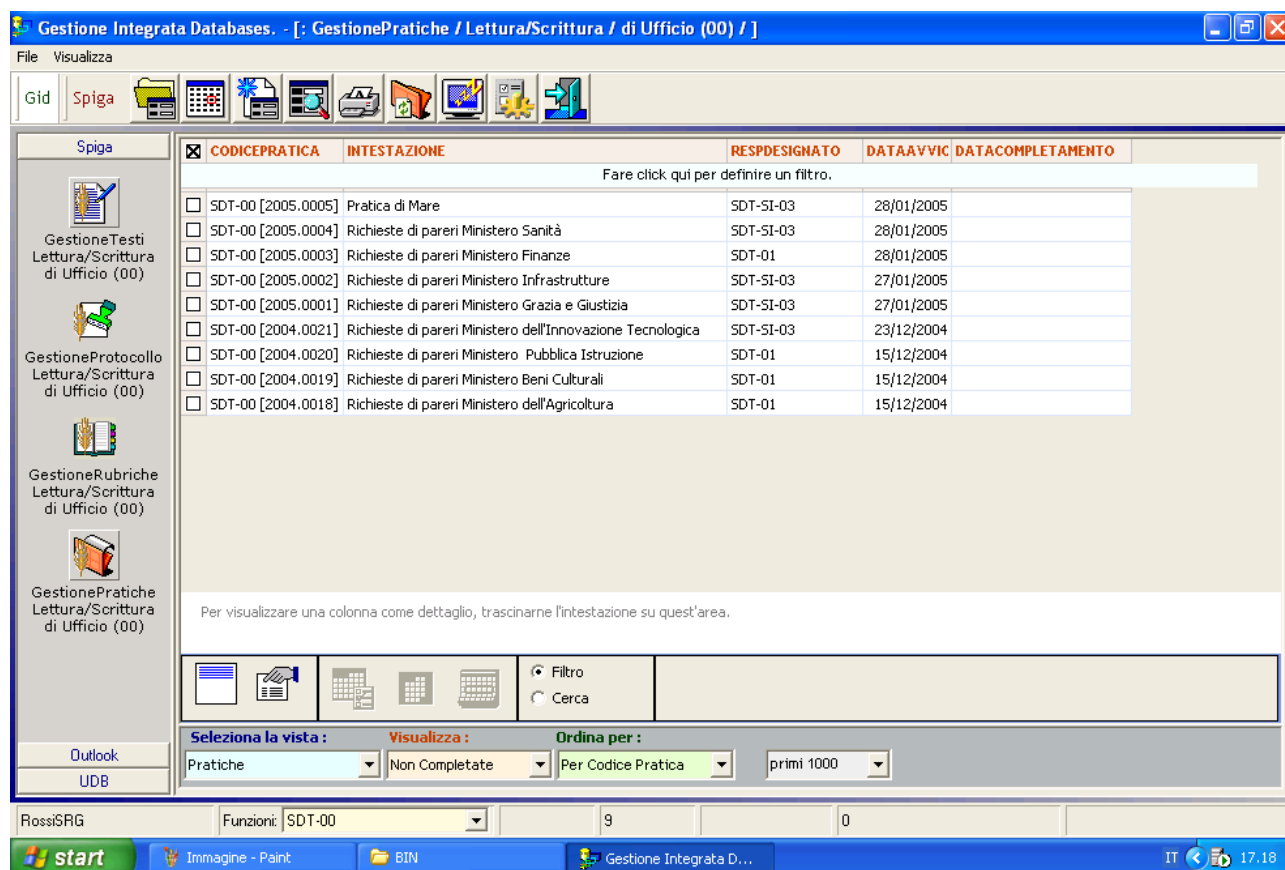 Gestione Integrata Databases. - [: GestionePratiche / Lettura/Scrittura / di Ufficio (00) / ]
File Visualizza
Gid Spiga
Spiga
GestioneTesti
Lettura/Scrittura
di Ufficio (00)
GestioneProtocollo
Lettura/Scrittura
di Ufficio (00)
GestioneRubriche
Lettura/Scrittura
di Ufficio (00)
GestionePratiche
Lettura/Scrittura
di Ufficio (00)
Outlook
UDB
CODICEPRATICA INTESTAZIONE RESPDESIGNATO DATAAVVIC DATACOMPLETAMENTO
Fare click qui per definire un filtro.
SDT-00 [2005.0005] Pratica di Mare SDT-SI-03 28/01/2005
SDT-00 [2005.0004] Richieste di pareri Ministero Sanità SDT-SI-03 28/01/2005
SDT-00 [2005.0003] Richieste di pareri Ministero Finanze SDT-01 28/01/2005
SDT-00 [2005.0002] Richieste di pareri Ministero Infrastrutture SDT-SI-03 27/01/2005
SDT-00 [2005.0001] Richieste di pareri Ministero Grazia e Giustizia SDT-SI-03 27/01/2005
SDT-00 [2004.0021] Richieste di pareri Ministero dell'Innovazione Tecnologica SDT-SI-03 23/12/2004
SDT-00 [2004.0020] Richieste di pareri Ministero Pubblica Istruzione SDT-01 15/12/2004
SDT-00 [2004.0019] Richieste di pareri Ministero Beni Culturali SDT-01 15/12/2004
SDT-00 [2004.0018] Richieste di pareri Ministero dell'Agricoltura SDT-01 15/12/2004
Per visualizzare una colonna come dettaglio, trascinarne l'intestazione su quest'area.
Filtro
Cerca
Seleziona la vista : Visualizza : Ordina per :
Pratiche Non Completate Per Codice Pratica primi 1000
RossiSRG Funzioni: SDT-00 9 0
start Immagine - Paint BIN Gestione Integrata D... IT 17.18